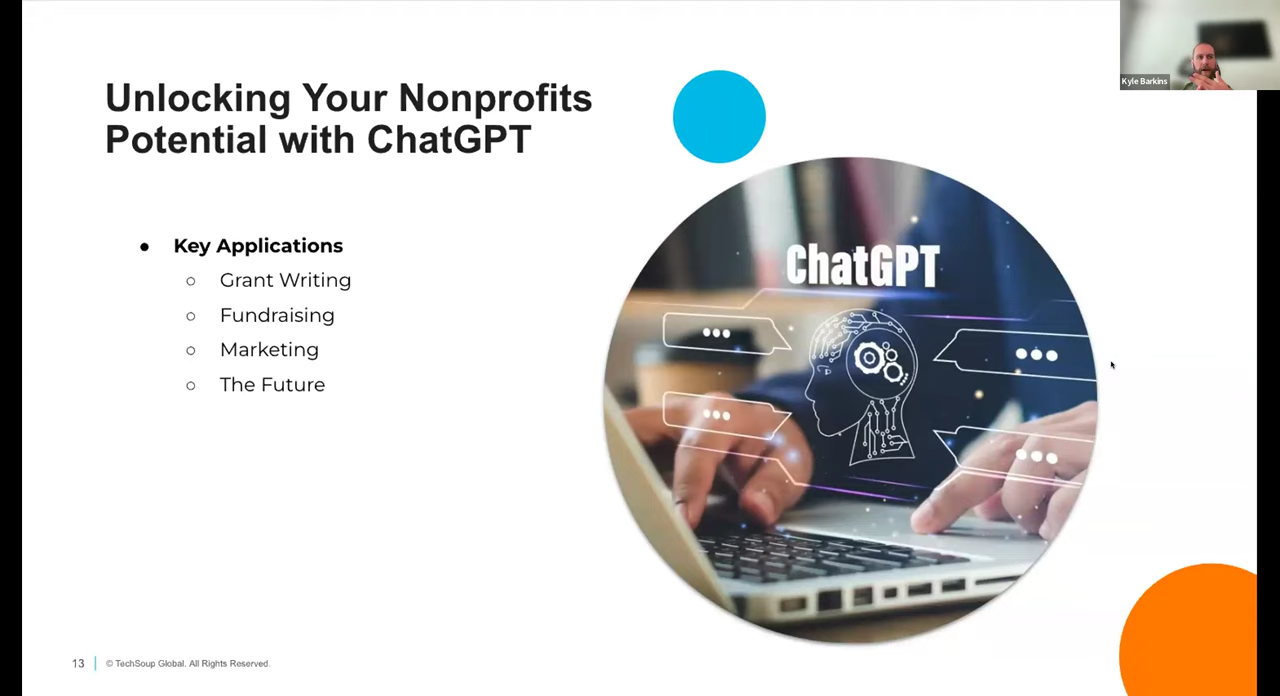 Kyle Barkins
Unlocking Your Nonprofits
Potential with ChatGPT
● Key Applications
○ Grant Writing
○ Fundraising
○ Marketing
○ The Future
ChatGPT
13
© TechSoup Global. All Rights Reserved.